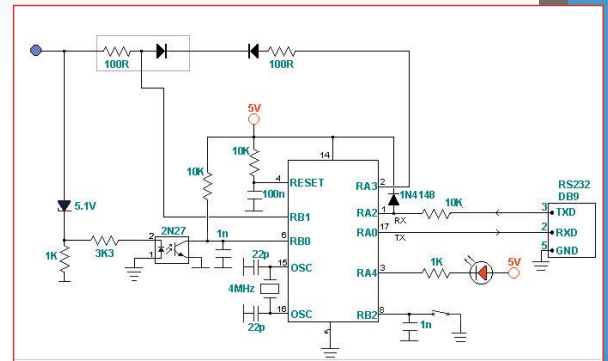 100R
100R
5V
10K
10K
4
RESET
100n
14
RA3
2
1N4148
RA2
1
RX
10K
RA0
17
TX
RS232
DB9
3
TXD
2
RXD
5
GND
RB1
5.1V
1K
3K3
2N27
2
1
1n
6
RB0
22p
15
OSC
4MHz
16
OSC
22p
RA4
3
1K
5V
RB2
8
1n